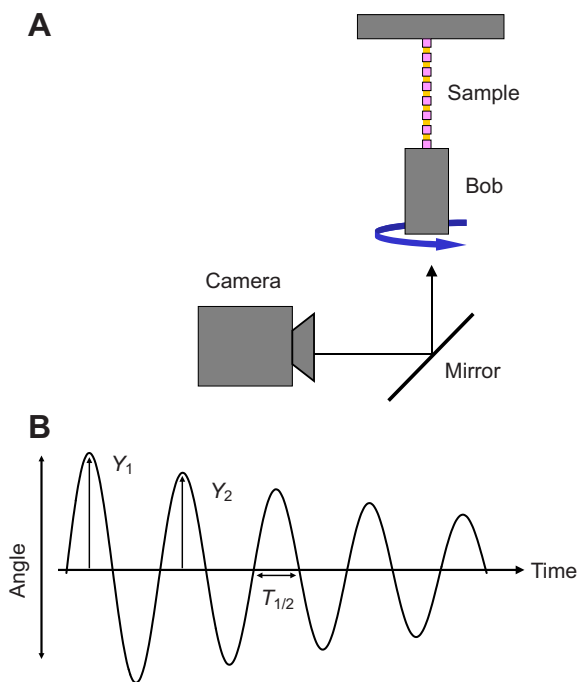 A
Sample
Bob
Camera
Mirror
B
Y1
Y2
Angle
Time
T1/2